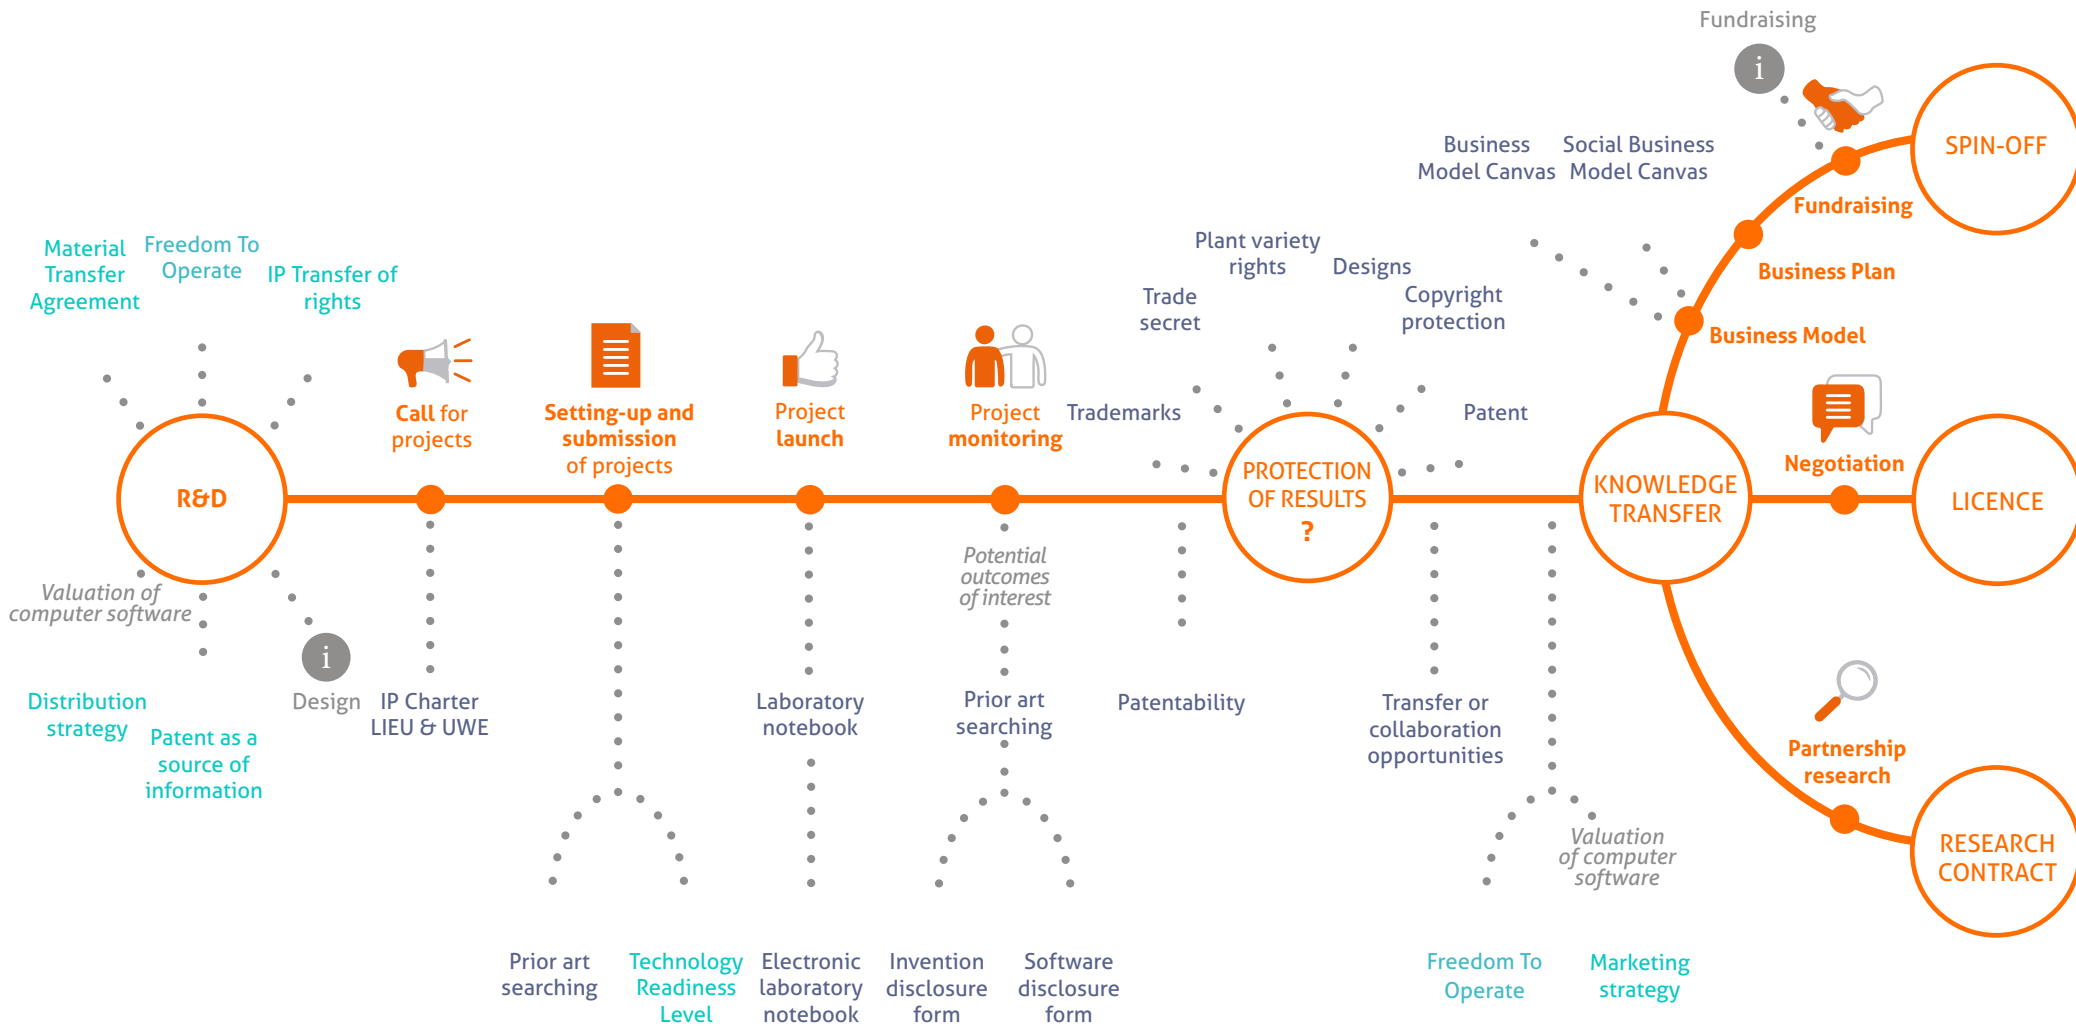 Fundraising
i
SPIN-OFF
Business
Model Canvas
Social Business
Model Canvas
Fundraising
Business Plan
Business Model
Material
Transfer
Agreement
Freedom To
Operate
IP Transfer of
rights
Plant variety
rights
Designs
Trade
secret
Copyright
protection
Trademarks
Patent
Call for
projects
Setting-up and
submission
of projects
Project
launch
Project
monitoring
Negotiation
R&D
PROTECTION
OF RESULTS
?
KNOWLEDGE
TRANSFER
LICENCE
Valuation of
computer software
i
Design
Distribution
strategy
Patent as a
source of
information
IP Charter
LIEU & UWE
Laboratory
notebook
Potential
outcomes
of interest
Prior art
searching
Patentability
Transfer or
collaboration
opportunities
Partnership
research
Valuation
of computer
software
RESEARCH
CONTRACT
Prior art
searching
Technology
Readiness
Level
Electronic
laboratory
notebook
Invention
disclosure
form
Software
disclosure
form
Freedom To
Operate
Marketing
strategy